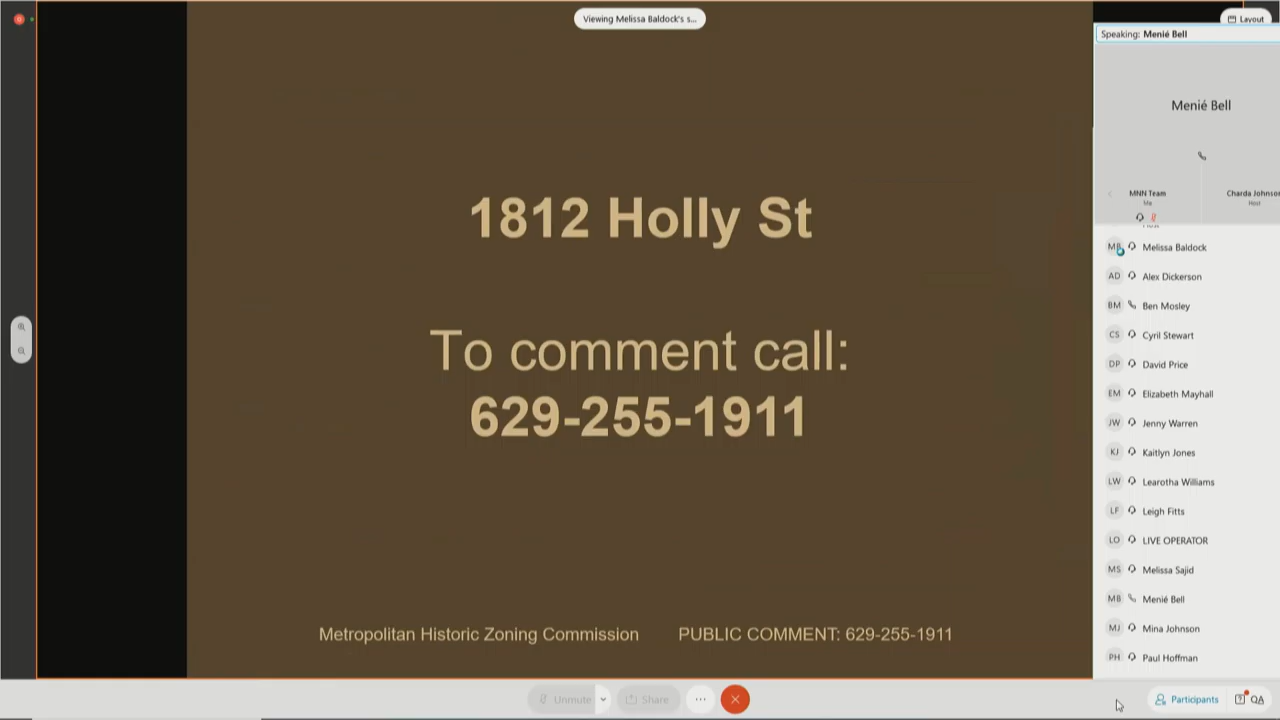 Viewing Melissa Baldock's s...
Layout
Speaking: Menié Bell
Menié Bell
MNN Team
Me
Charda Johnson
Host
1812 Holly St
To comment call:
629-255-1911
Metropolitan Historic Zoning Commission
PUBLIC COMMENT: 629-255-1911
MB Melissa Baldock
AD Alex Dickerson
BM Ben Mosley
CS Cyril Stewart
DP David Price
EM Elizabeth Mayhall
JW Jenny Warren
KJ Kaitlyn Jones
LW Learotha Williams
LF Leigh Fitts
LO LIVE OPERATOR
MS Melissa Sajid
MB Menié Bell
MJ Mina Johnson
PH Paul Hoffman
Unmute
Share
Participants
QA